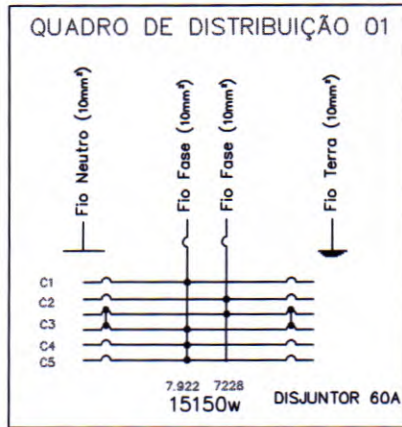 QUADRO DE DISTRIBUIÇÃO 01
Fio Neutro (10mm²)
Fio Fase (10mm²)
Fio Fase (10mm²)
Fio Terra (10mm²)
C1
C2
C3
C4
C5
7.922 7228
15150w
DISJUNTOR 60A